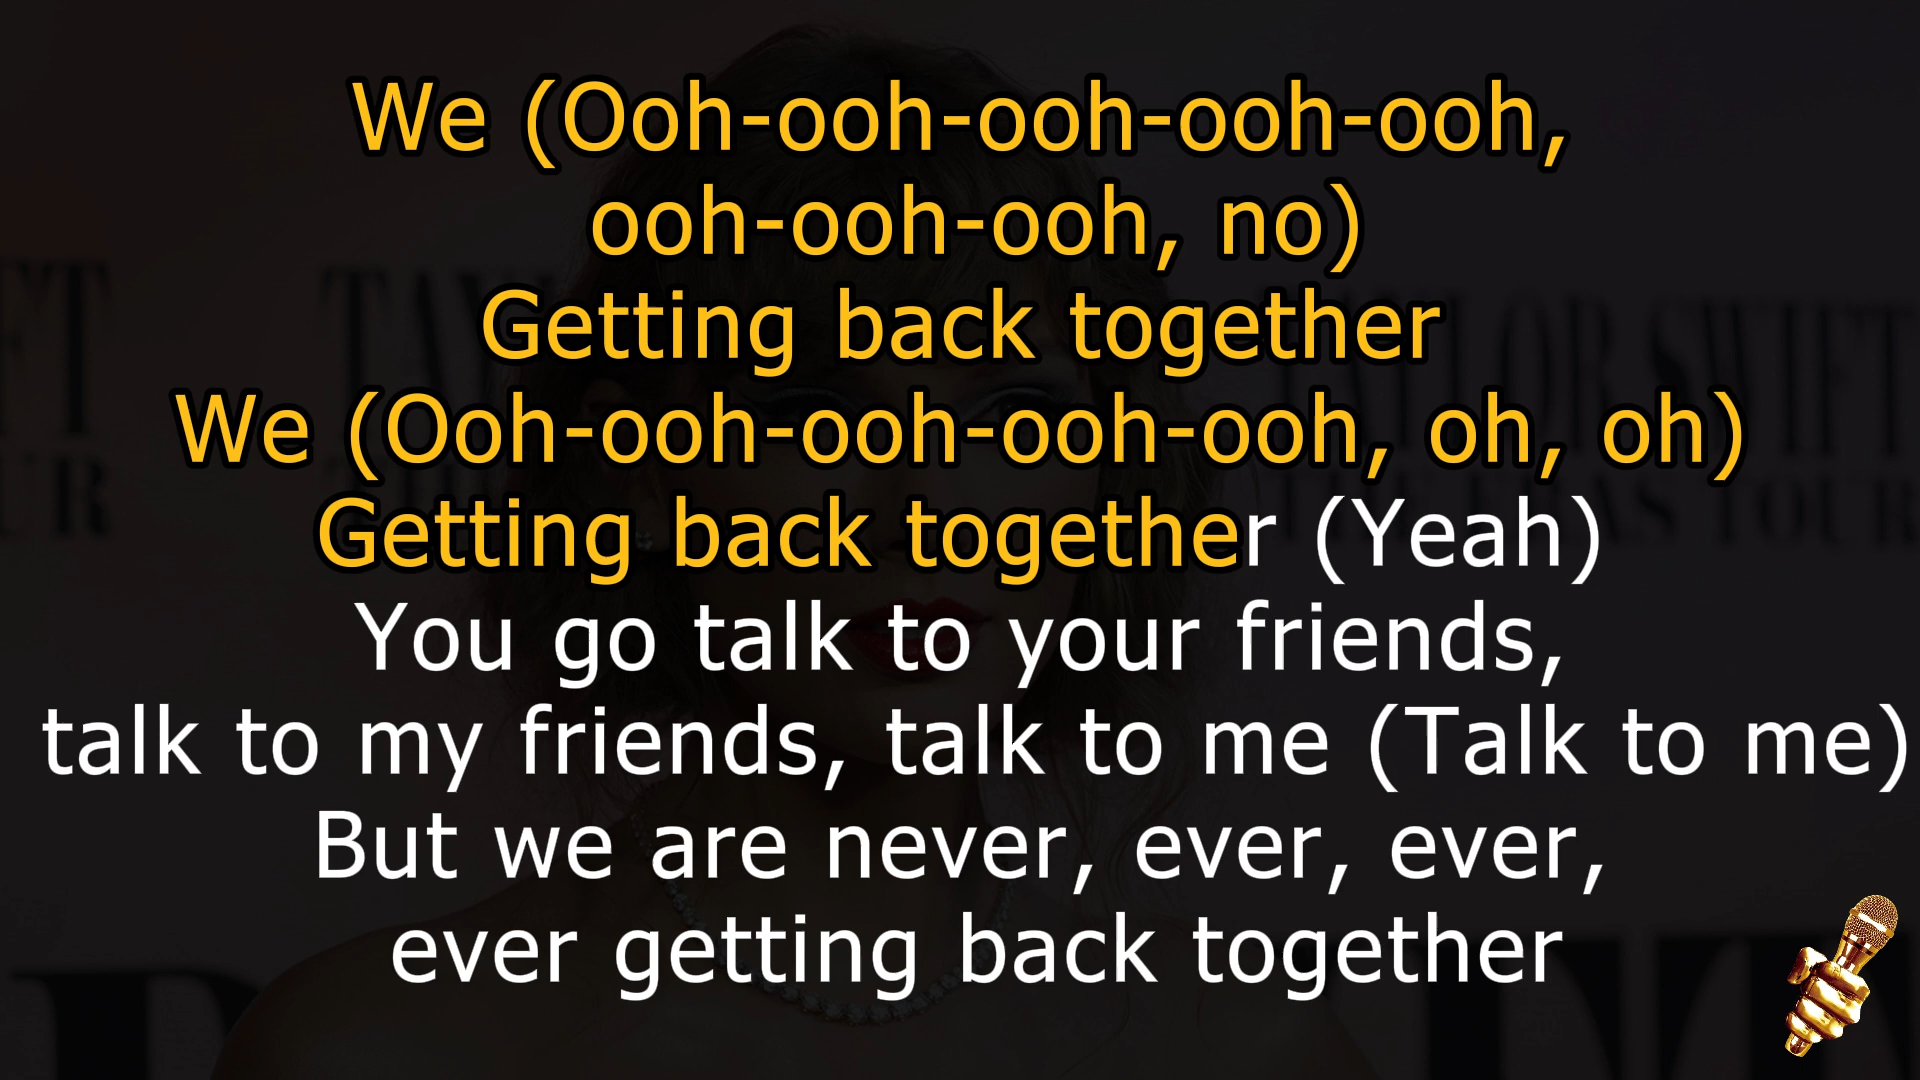 We (Ooh-ooh-ooh-ooh-ooh,
ooh-ooh-ooh, no)
Getting back together
We (Ooh-ooh-ooh-ooh-ooh, oh, oh)
Getting back together (Yeah)
You go talk to your friends,
talk to my friends, talk to me (Talk to me)
But we are never, ever, ever,
ever getting back together
TAYLOR SWIFT